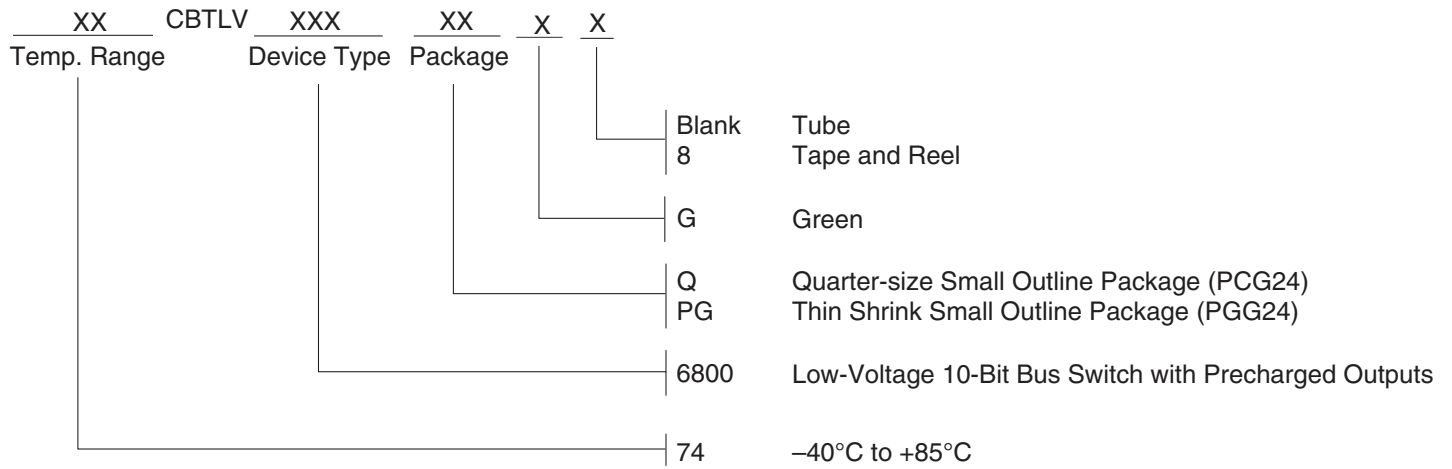 XX CBTLV XXX XX X X
Temp. Range Device Type Package
Blank Tube
8 Tape and Reel
G Green
Q Quarter-size Small Outline Package (PCG24)
PG Thin Shrink Small Outline Package (PGG24)
6800 Low-Voltage 10-Bit Bus Switch with Precharged Outputs
74 –40°C to +85°C